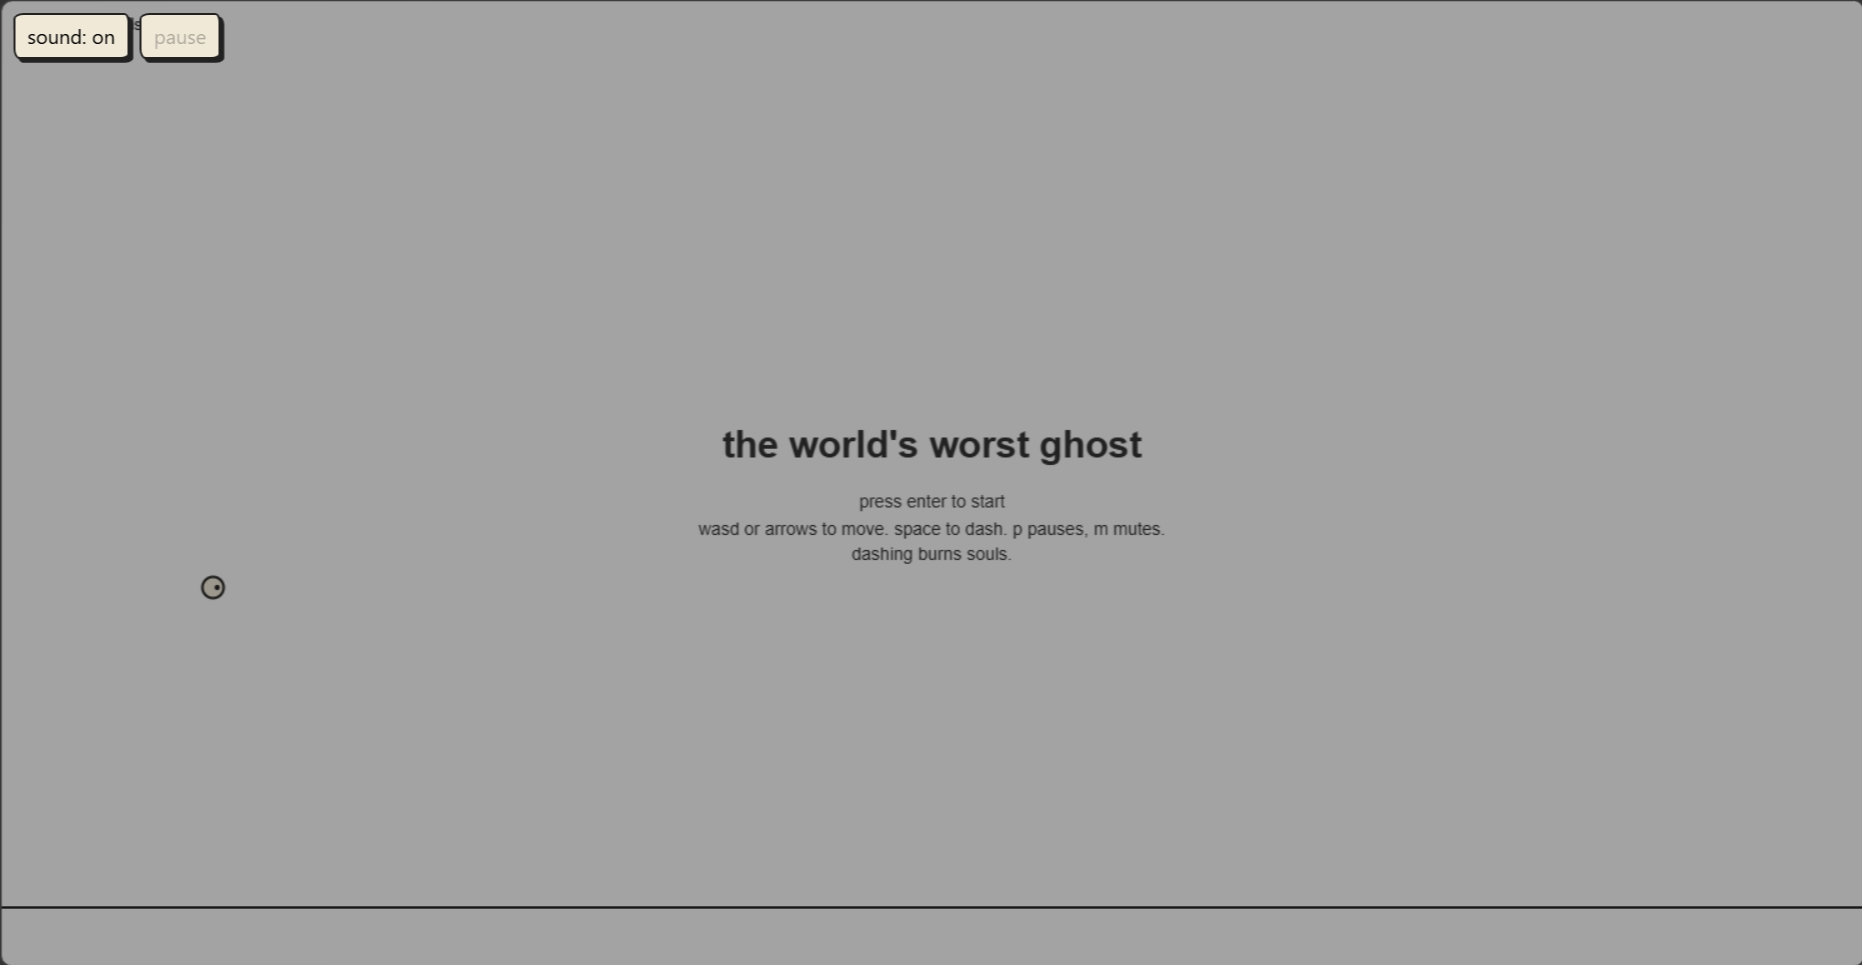 sound: on
pause
the world's worst ghost
press enter to start
wasd or arrows to move. space to dash. p pauses, m mutes.
dashing burns souls.